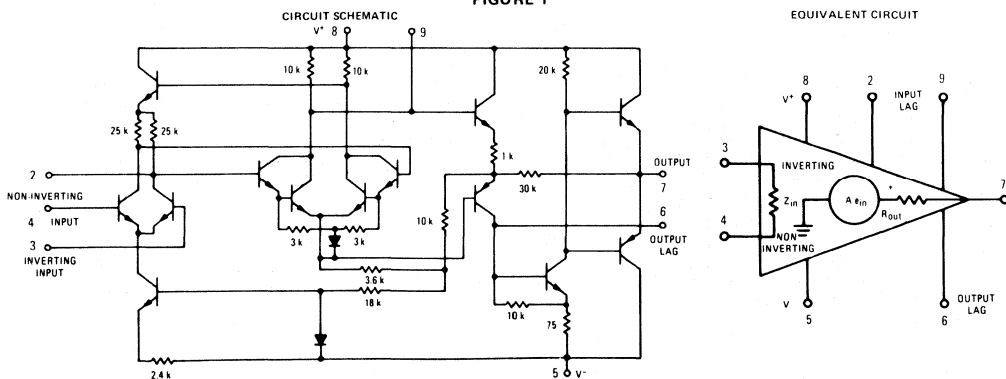 FIGURE 1
CIRCUIT SCHEMATIC
V+ 8
9
10 k
10 k
20 k
25 k
25 k
1 k
2
OUTPUT
7
30 k
NON-INVERTING
4
INPUT
10 k
6
OUTPUT
LAG
3
INVERTING
INPUT
3 k
3 k
3.6 k
18 k
10 k
75
2.4 k
5
V-
EQUIVALENT CIRCUIT
8
2
9
V+
INPUT
LAG
3
INVERTING
Zin
A ein
+
Rout
7
4
NON
INVERTING
V
5
6
OUTPUT
LAG